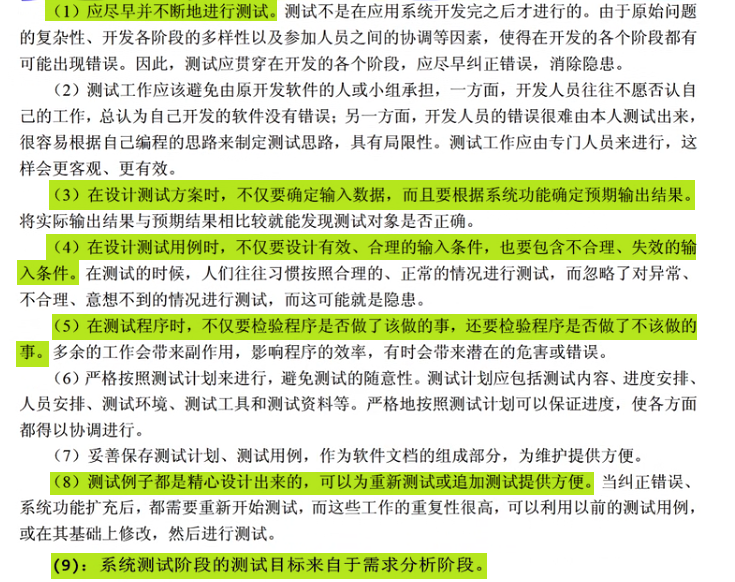 （1）应尽早并不断地进行测试。测试不是在应用系统开发完之后才进行的。由于原始问题
的复杂性、开发各阶段的多样性以及参加人员之间的协调等因素，使得在开发的各个阶段都有
可能出现错误。因此，测试应贯穿在开发的各个阶段，应尽早纠正错误，消除隐患。
（2）测试工作应该避免由原开发软件的人或小组承担，一方面，开发人员往往不愿否认自
己的工作，总认为自己开发的软件没有错误；另一方面，开发人员的错误很难由本人测试出来，
很容易根据自己编程的思路来制定测试思路，具有局限性。测试工作应由专门人员来进行，这
样会更客观、更有效。
（3）在设计测试方案时，不仅要确定输入数据，而且要根据系统功能确定预期输出结果。
将实际输出结果与预期结果相比较就能发现测试对象是否正确。
（4）在设计测试用例时，不仅要设计有效、合理的输入条件，也要包含不合理、失效的输
入条件。在测试的时候，人们往往习惯按照合理的、正常的情况进行测试，而忽略了对异常、
不合理、意想不到的情况进行测试，而这可能就是隐患。
（5）在测试程序时，不仅要检验程序是否做了该做的事，还要检验程序是否做了不该做的
事。多余的工作会带来副作用，影响程序的效率，有时会带来潜在的危害或错误。
（6）严格按照测试计划来进行，避免测试的随意性。测试计划应包括测试内容、进度安排、
人员安排、测试环境、测试工具和测试资料等。严格地按照测试计划可以保证进度，使各方面
都得以协调进行。
（7）妥善保存测试计划、测试用例，作为软件文档的组成部分，为维护提供方便。
（8）测试例子都是精心设计出来的，可以为重新测试或追加测试提供方便。当纠正错误、
系统功能扩充后，都需要重新开始测试，而这些工作的重复性很高，可以利用以前的测试用例，
或在其基础上修改，然后进行测试。
(9)：系统测试阶段的测试目标来自于需求分析阶段。